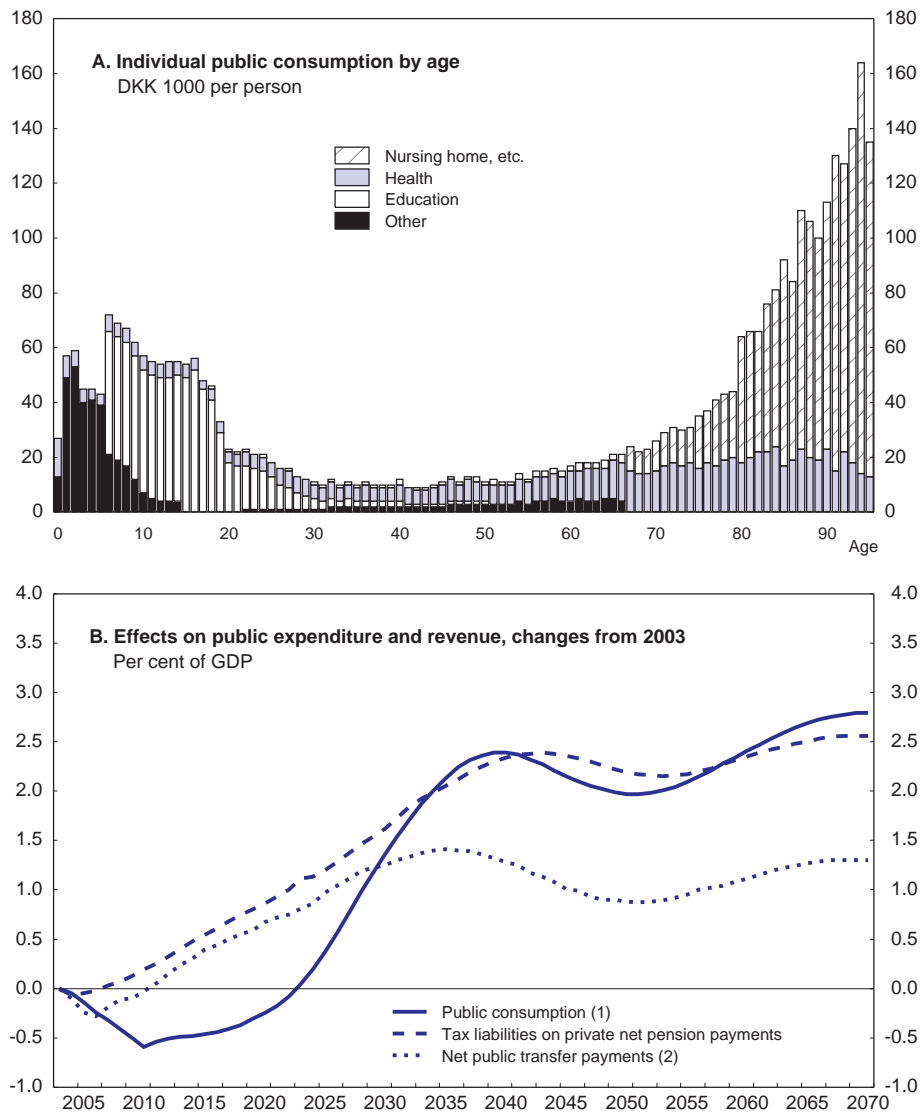 180 180
A. Individual public consumption by age
160 DKK 1000 per person 160
140 140
Nursing home, etc.
120 Health 120
Education
Other
100 100
80 80
60 60
40 40
20 20
0 0
0 10 20 30 40 50 60 70 80 90
Age
4.0 4.0
B. Effects on public expenditure and revenue, changes from 2003
3.5 3.5
Per cent of GDP
3.0 3.0
2.5 2.5
2.0 2.0
1.5 1.5
1.0 1.0
0.5 0.5
0.0 0.0
Public consumption (1)
Tax liabilities on private net pension payments
-0.5 -0.5
Net public transfer payments (2)
-1.0 -1.0
2005 2010 2015 2020 2025 2030 2035 2040 2045 2050 2055 2060 2065 2070